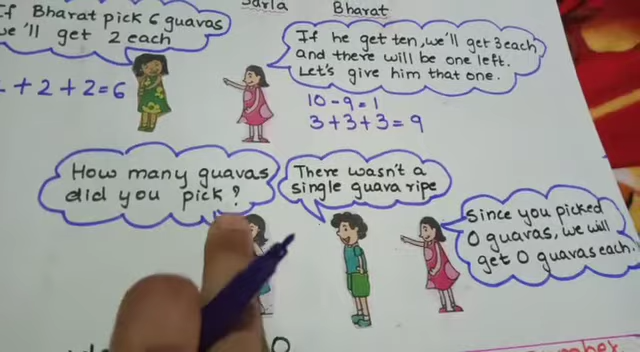 Sarla
Bharat
If Bharat pick 6 guavas
we'll get 2 each
+ 2 + 2 = 6
If he get ten, we'll get 3 each
and there will be one left.
Let's give him that one.
10 - 9 = 1
3 + 3 + 3 = 9
How many guavas
did you pick?
There wasn't a
single guava ripe
Since you picked
0 guavas, we will
get 0 guavas each.
0